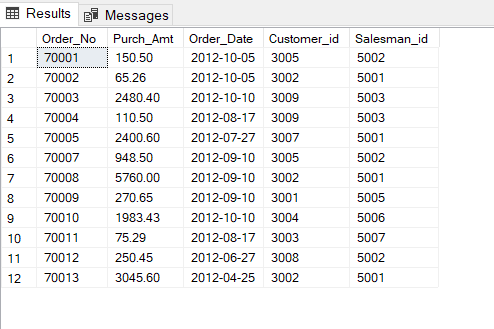 Results Messages
Order_No Purch_Amt Order_Date Customer_id Salesman_id
1 70001 150.50 2012-10-05 3005 5002
2 70002 65.26 2012-10-05 3002 5001
3 70003 2480.40 2012-10-10 3009 5003
4 70004 110.50 2012-08-17 3009 5003
5 70005 2400.60 2012-07-27 3007 5001
6 70007 948.50 2012-09-10 3005 5002
7 70008 5760.00 2012-09-10 3002 5001
8 70009 270.65 2012-09-10 3001 5005
9 70010 1983.43 2012-10-10 3004 5006
10 70011 75.29 2012-08-17 3003 5007
11 70012 250.45 2012-06-27 3008 5002
12 70013 3045.60 2012-04-25 3002 5001